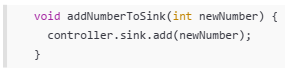 void addNumberToSink(int newNumber) {
  controller.sink.add(newNumber);
}